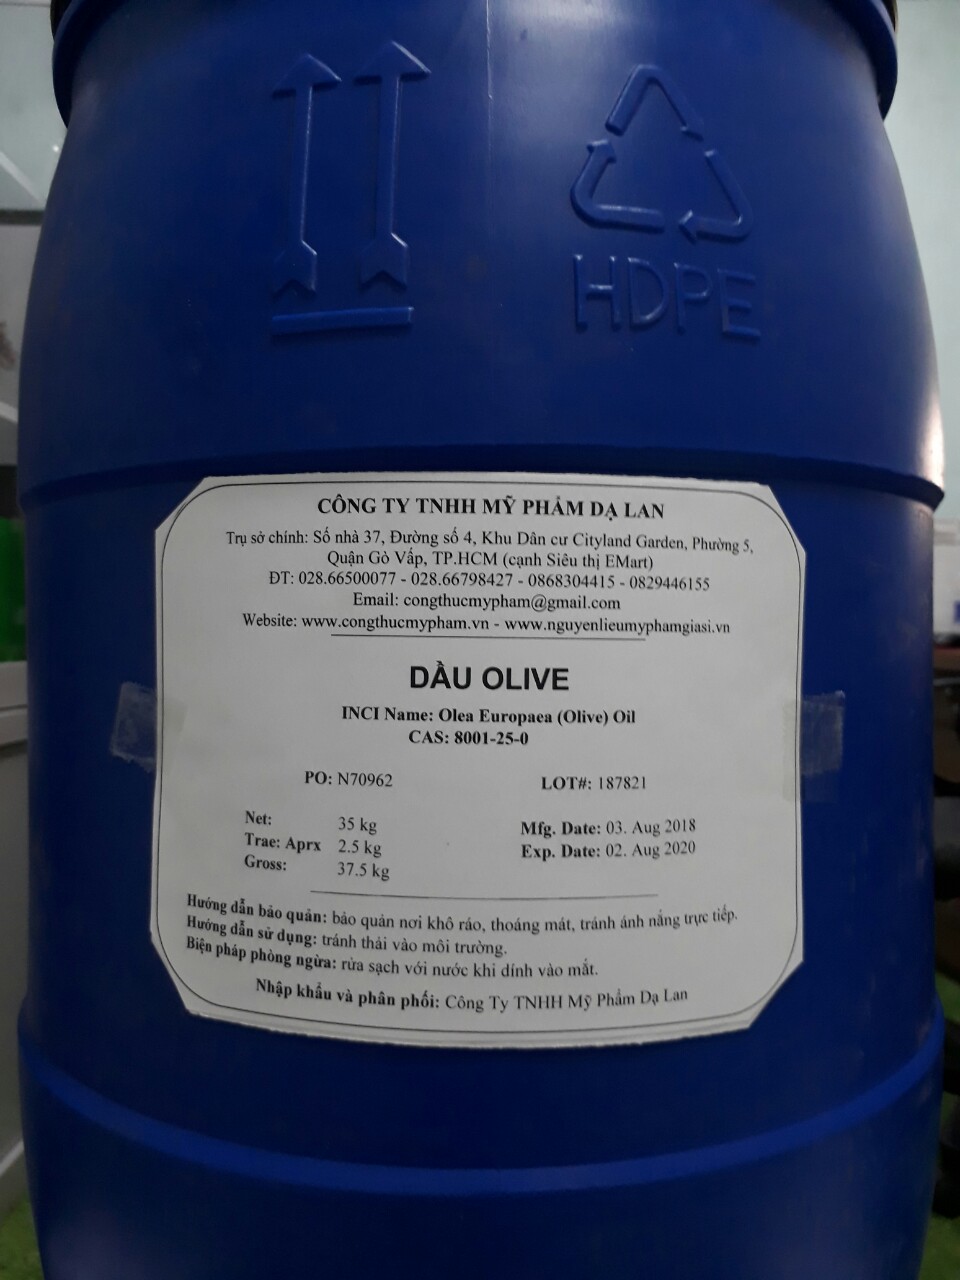 HDPE
CÔNG TY TNHH MỸ PHẨM DẠ LAN
Trụ sở chính: Số nhà 37, Đường số 4, Khu Dân cư Cityland Garden, Phường 5,
Quận Gò Vấp, TP.HCM (cạnh Siêu thị EMart)
ĐT: 028.66500077 - 028.66798427 - 0868304415 - 0829446155
Email: congthucmypham@gmail.com
Website: www.congthucmypham.vn - www.nguyenlieumyphamgiasi.vn
DẦU OLIVE
INCI Name: Olea Europaea (Olive) Oil
CAS: 8001-25-0
PO: N70962 LOT#: 187821
Net: 35 kg Mfg. Date: 03. Aug 2018
Trae: Aprx 2.5 kg Exp. Date: 02. Aug 2020
Gross: 37.5 kg
Hướng dẫn bảo quản: bảo quản nơi khô ráo, thoáng mát, tránh ánh nắng trực tiếp.
Hướng dẫn sử dụng: tránh thải vào môi trường.
Biện pháp phòng ngừa: rửa sạch với nước khi dính vào mắt.
Nhập khẩu và phân phối: Công Ty TNHH Mỹ Phẩm Dạ Lan